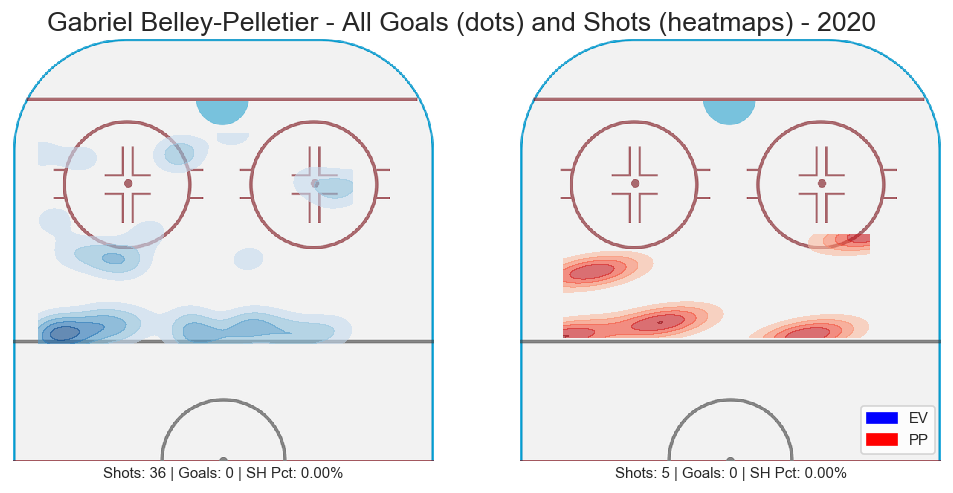 Gabriel Belley-Pelletier - All Goals (dots) and Shots (heatmaps) - 2020
EV
PP
Shots: 36 | Goals: 0 | SH Pct: 0.00%
Shots: 5 | Goals: 0 | SH Pct: 0.00%